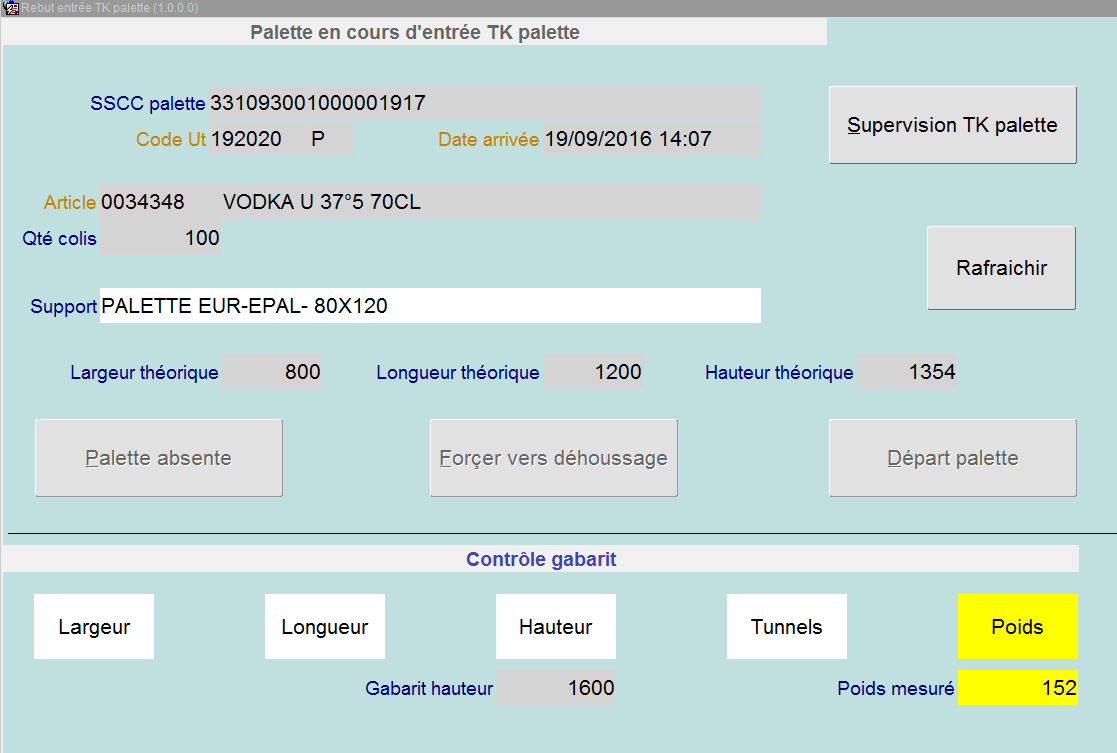 Rebut entrée TK palette (1.0.0.0)
Palette en cours d'entrée TK palette
SSCC palette 331093001000001917
Code Ut 192020 P Date arrivée 19/09/2016 14:07
Supervision TK palette
Article 0034348 VODKA U 37°5 70CL
Qté colis 100
Rafraichir
Support PALETTE EUR-EPAL- 80X120
Largeur théorique 800 Longueur théorique 1200 Hauteur théorique 1354
Palette absente Forçer vers déhoussage Départ palette
Contrôle gabarit
Largeur Longueur Hauteur Tunnels Poids
Gabarit hauteur 1600 Poids mesuré 152